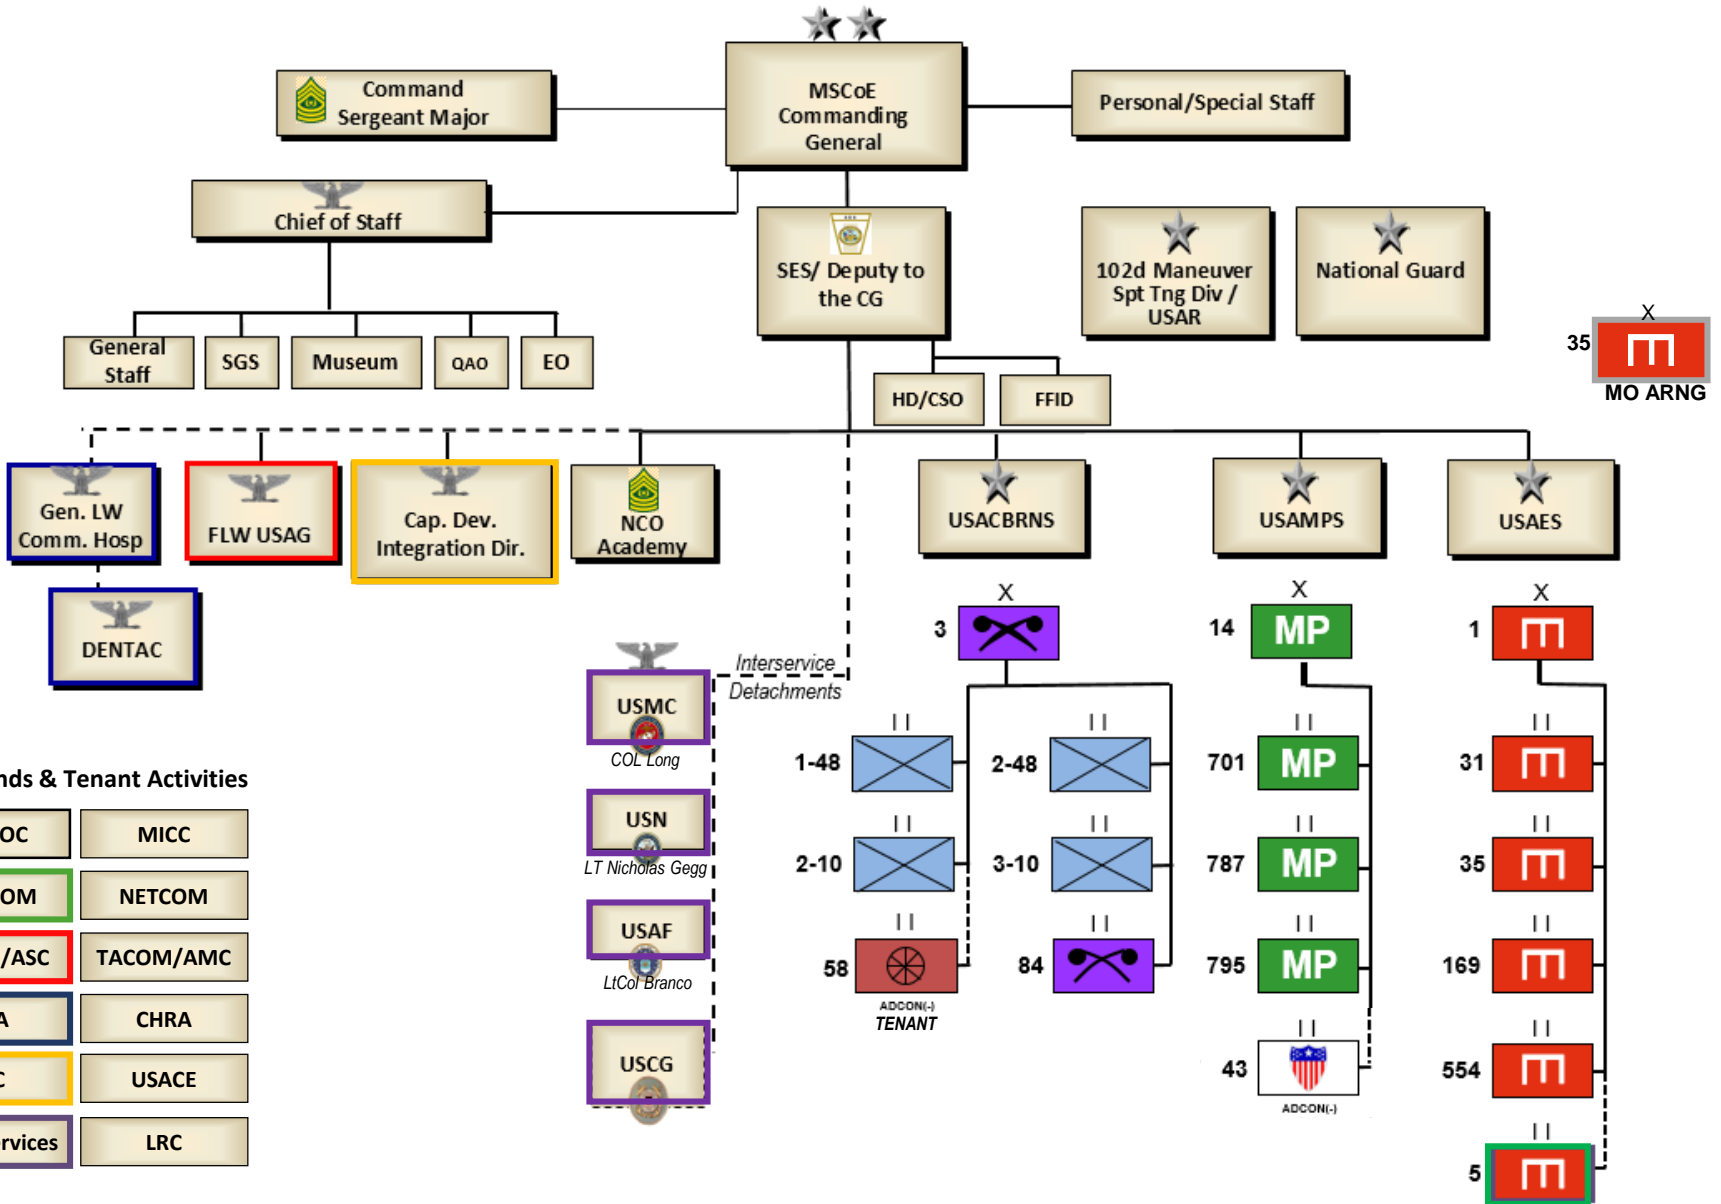 MSCoE
Commanding
General
Command
Sergeant Major
Personal/Special Staff
Chief of Staff
SES/ Deputy to
the CG
102d Maneuver
Spt Tng Div /
USAR
National Guard
X
35
MO ARNG
General
Staff
SGS
Museum
QAO
EO
HD/CSO
FFID
Gen. LW
Comm. Hosp
FLW USAG
Cap. Dev.
Integration Dir.
NCO
Academy
USACBRNS
USAMPS
USAES
DENTAC
Interservice
Detachments
USMC
COL Long
USN
LT Nicholas Gegg
USAF
LtCol Branco
USCG
X
3
I I
1-48
I I
2-48
I I
2-10
I I
3-10
I I
58
ADCON(-)
TENANT
I I
84
X
14
MP
I I
701
MP
I I
787
MP
I I
795
MP
I I
43
ADCON(-)
X
1
I I
31
I I
35
I I
169
I I
554
I I
5
nds & Tenant Activities
OC
MICC
OM
NETCOM
/ASC
TACOM/AMC
A
CHRA
C
USACE
rvices
LRC